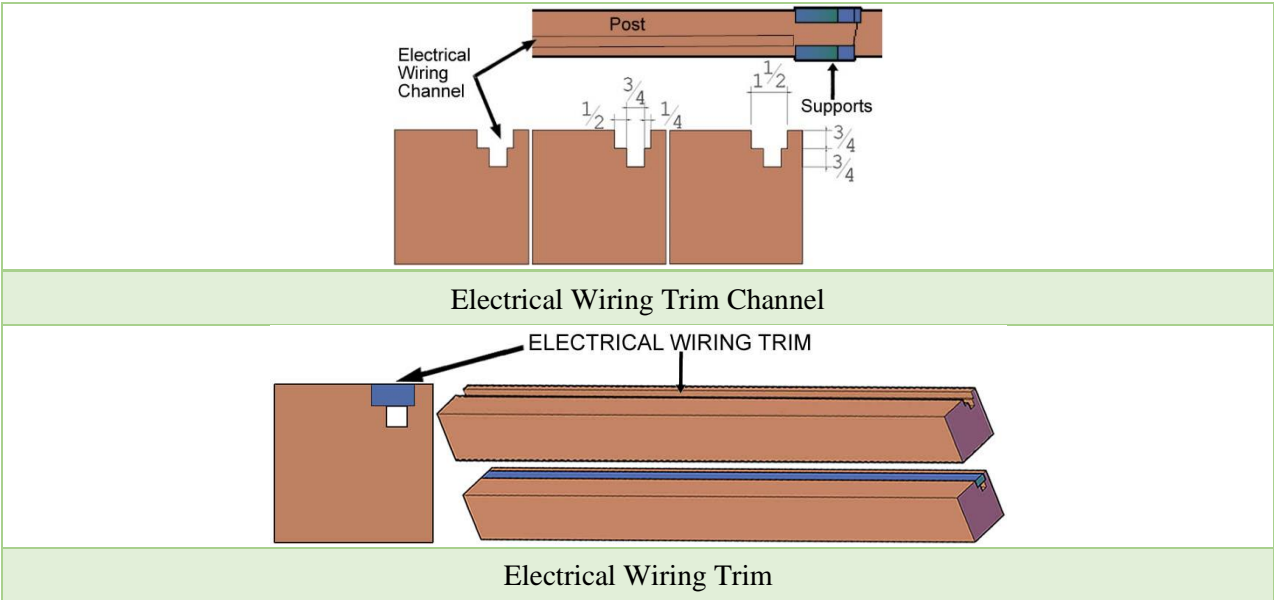 Post
Electrical
Wiring
Channel
Supports
1 1/2
3/4
1/2
1/4
3/4
3/4
Electrical Wiring Trim Channel
ELECTRICAL WIRING TRIM
Electrical Wiring Trim